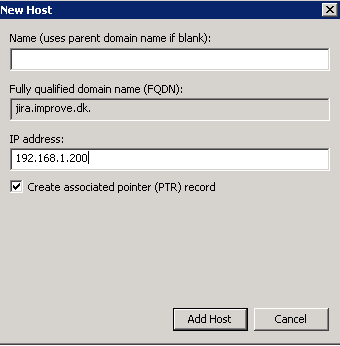 New Host
Name (uses parent domain name if blank):
Fully qualified domain name (FQDN):
jira.improve.dk.
IP address:
192.168.1.200
Create associated pointer (PTR) record
Add Host
Cancel